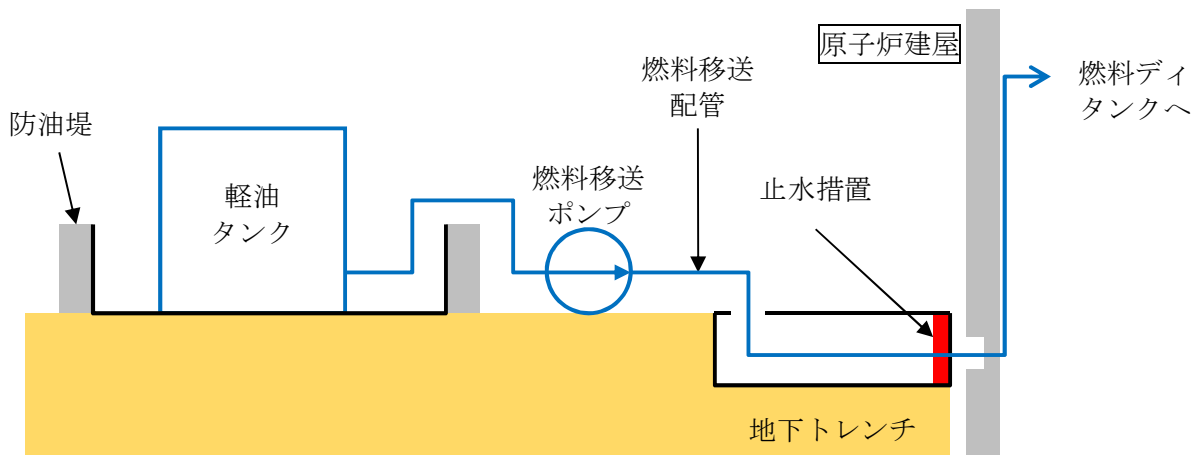 原子炉建屋
燃料移送
配管
燃料ディ
タンクへ
防油堤
軽油
タンク
燃料移送
ポンプ
止水措置
地下トレンチ